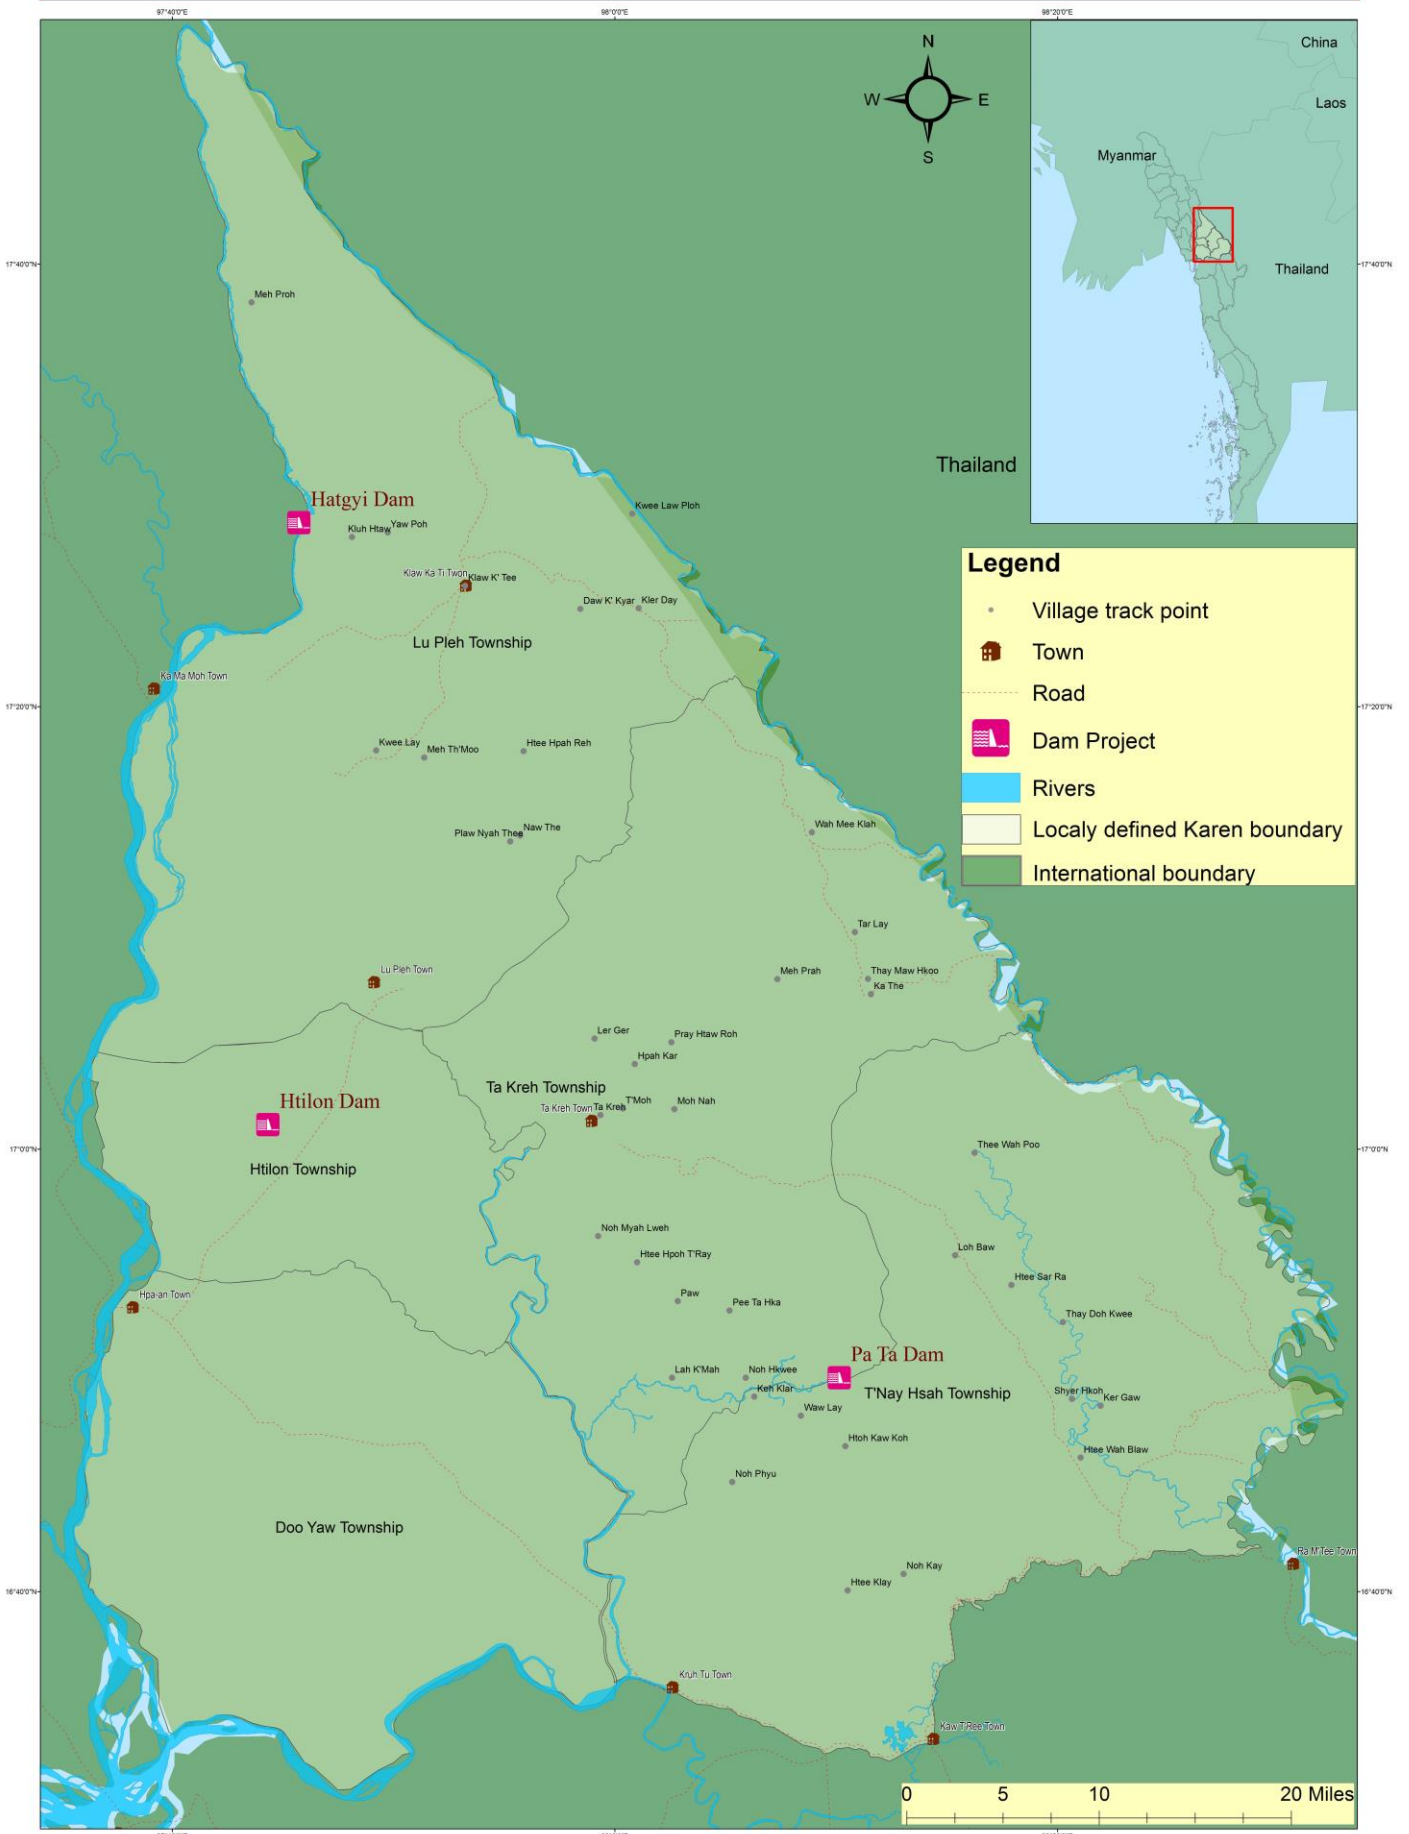 97°40'0"E
98°0'0"E
98°20'0"E
N
W
E
S
China
Laos
Myanmar
Thailand
17°40'0"N
17°40'0"N
Meh Proh
Thailand
Hatgyi Dam
Kwee Law Ploh
Kluh Htaw
Yaw Poh
Klaw Ka Ti Twon
Klaw K' Tee
Daw K' Kyar
Kler Day
Lu Pleh Township
Ka Ma Moh Town
Legend
Village track point
Town
Road
Dam Project
Rivers
Localy defined Karen boundary
International boundary
17°20'0"N
17°20'0"N
Kwee Lay
Meh Th'Moo
Htee Hpah Reh
Plaw Nyah Thee
Naw The
Wah Mee Klah
Tar Lay
Lu Pleh Town
Meh Prah
Thay Maw Hkoo
Ka The
Ler Ger
Pray Htaw Roh
Hpah Kar
Ta Kreh Township
Htilon Dam
Ta Kreh Town
Ta Kreh
T'Moh
Moh Nah
17°0'0"N
17°0'0"N
Thee Wah Poo
Htilon Township
Noh Myah Lweh
Htee Hpoh T'Ray
Loh Baw
Htee Sar Ra
Hpa-an Town
Paw
Pee Ta Hka
Thay Doh Kwee
Pa Ta Dam
Lah K'Mah
Noh Hkwee
Keh Klar
T'Nay Hsah Township
Shyer Hkoh
Ker Gaw
Waw Lay
Htoh Kaw Koh
Htee Wah Blaw
Noh Phyu
Doo Yaw Township
Ra M'Tee Town
Noh Kay
Htee Klay
16°40'0"N
16°40'0"N
Kruh Tu Town
Kaw T'Ree Town
0
5
10
20 Miles